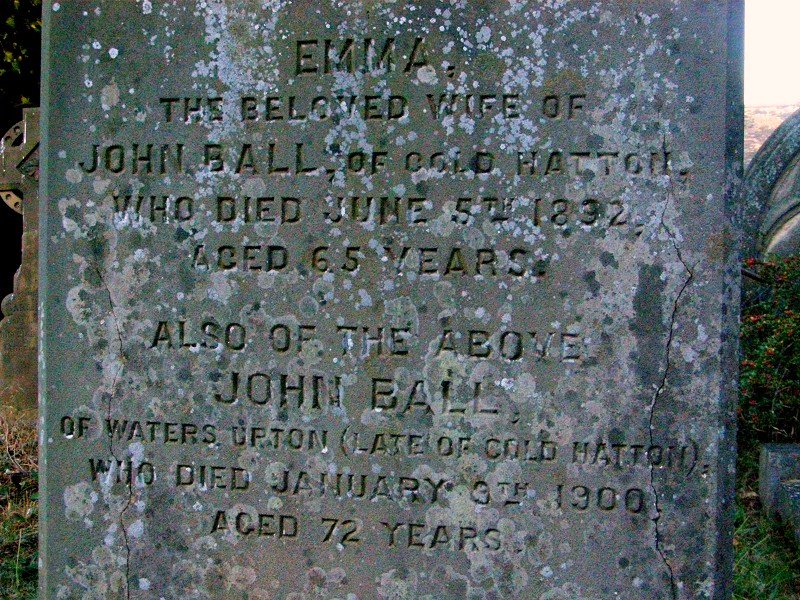 EMMA,
THE BELOVED WIFE OF
JOHN BALL, OF COLD HATTON,
WHO DIED JUNE 5TH 1892,
AGED 65 YEARS.
ALSO OF THE ABOVE
JOHN BALL,
OF WATERS UPTON (LATE OF COLD HATTON),
WHO DIED JANUARY 9TH 1900
AGED 72 YEARS.